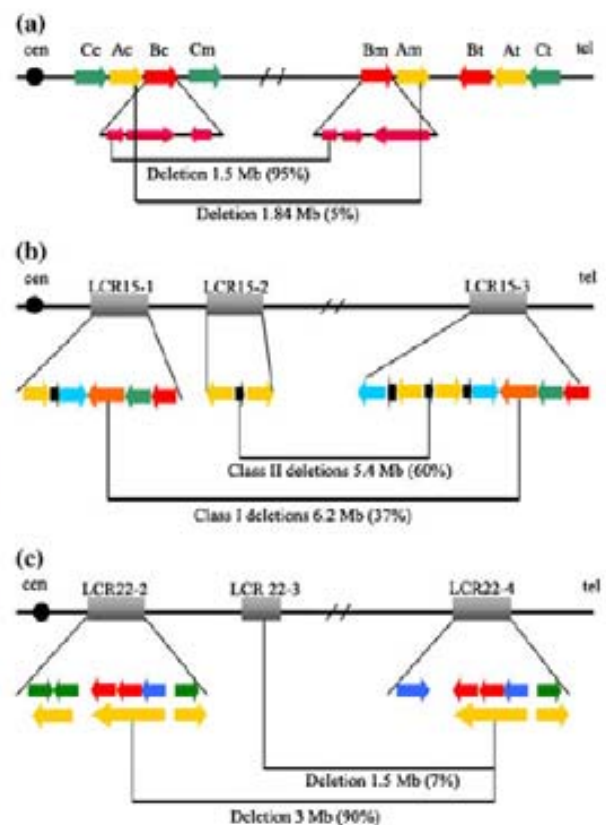 (a)
cen Cc Ac Bc Cm Bm Am Bt At Ct tel
Deletion 1.5 Mb (95%)
Deletion 1.84 Mb (5%)
(b)
cen LCR15-1 LCR15-2 LCR15-3 tel
Class II deletions 5.4 Mb (60%)
Class I deletions 6.2 Mb (37%)
(c)
cen LCR22-2 LCR 22-3 LCR22-4 tel
Deletion 1.5 Mb (7%)
Deletion 3 Mb (90%)